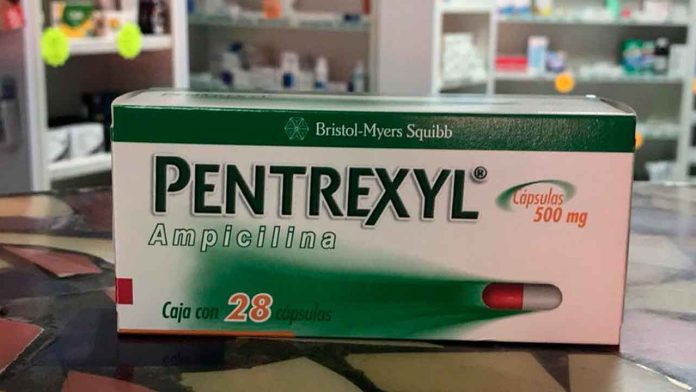 Bristol-Myers Squibb
PENTREXYL®
Ampicilina
Cápsulas
500 mg
Caja con 28 cápsulas